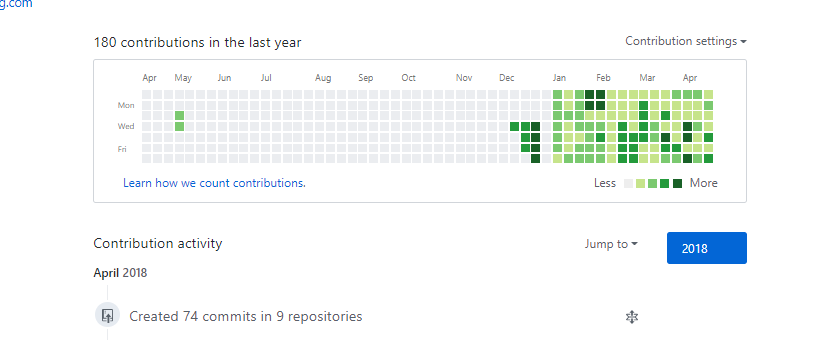 g.com
180 contributions in the last year
Contribution settings
Apr May Jun Jul Aug Sep Oct Nov Dec Jan Feb Mar Apr
Mon
Wed
Fri
Learn how we count contributions.
Less More
Contribution activity
Jump to
2018
April 2018
Created 74 commits in 9 repositories